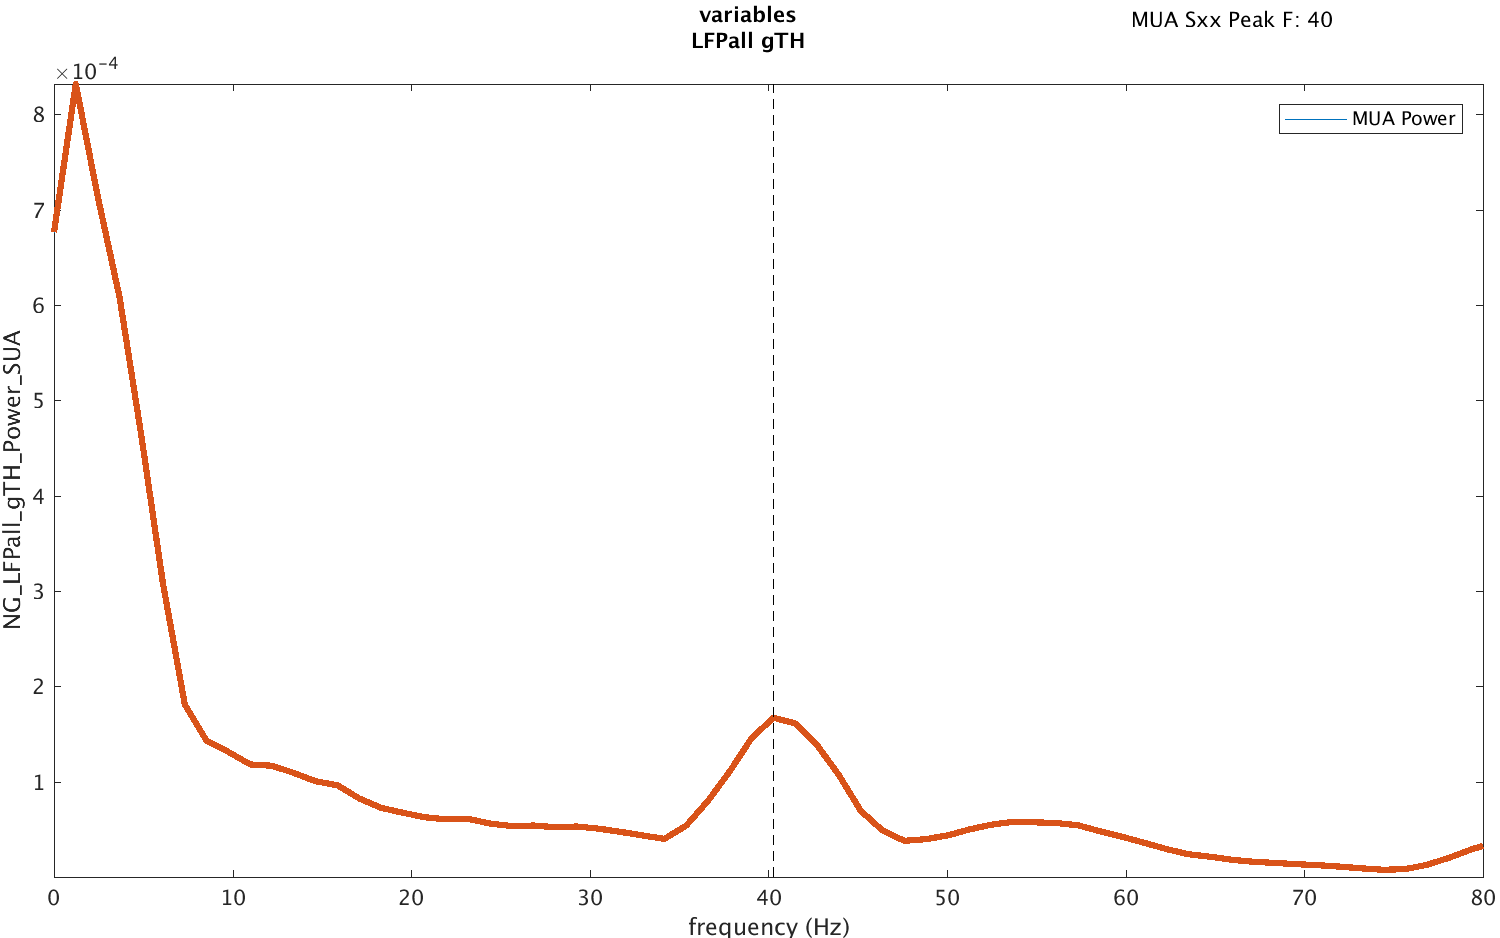 variables
LFPall gTH
MUA Sxx Peak F: 40
×10⁻⁴
8
7
6
5
4
3
2
1
NG_LFPall_gTH_Power_SUA
MUA Power
0 10 20 30 40 50 60 70 80
frequency (Hz)